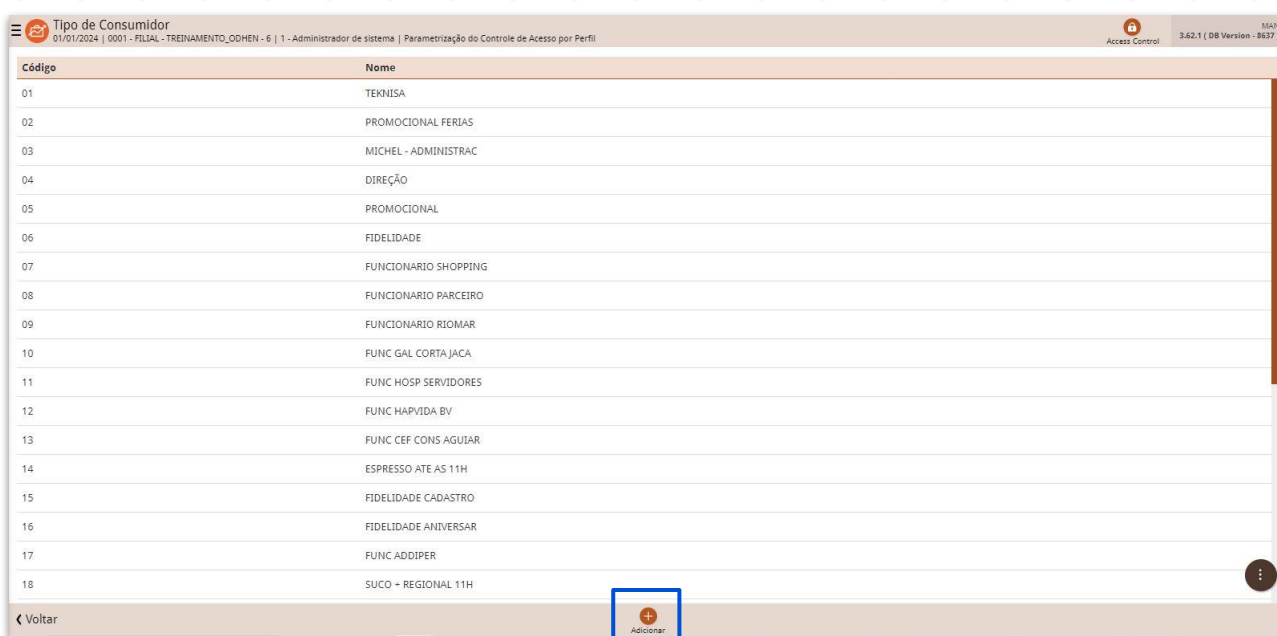 Tipo de Consumidor
01/01/2024 | 0001 - FILIAL - TREINAMENTO_ODHEN - 6 | 1 - Administrador de sistema | Parametrização do Controle de Acesso por Perfil
Access Control
MAN
3.62.1 ( DB Version - 8637
Código Nome
01 TEKNISA
02 PROMOCIONAL FERIAS
03 MICHEL - ADMINISTRAC
04 DIREÇÃO
05 PROMOCIONAL
06 FIDELIDADE
07 FUNCIONARIO SHOPPING
08 FUNCIONARIO PARCEIRO
09 FUNCIONARIO RIOMAR
10 FUNC GAL CORTA JACA
11 FUNC HOSP SERVIDORES
12 FUNC HAPVIDA BV
13 FUNC CEF CONS AGUIAR
14 ESPRESSO ATE AS 11H
15 FIDELIDADE CADASTRO
16 FIDELIDADE ANIVERSAR
17 FUNC ADDIPER
18 SUCO + REGIONAL 11H
Voltar
Adicionar